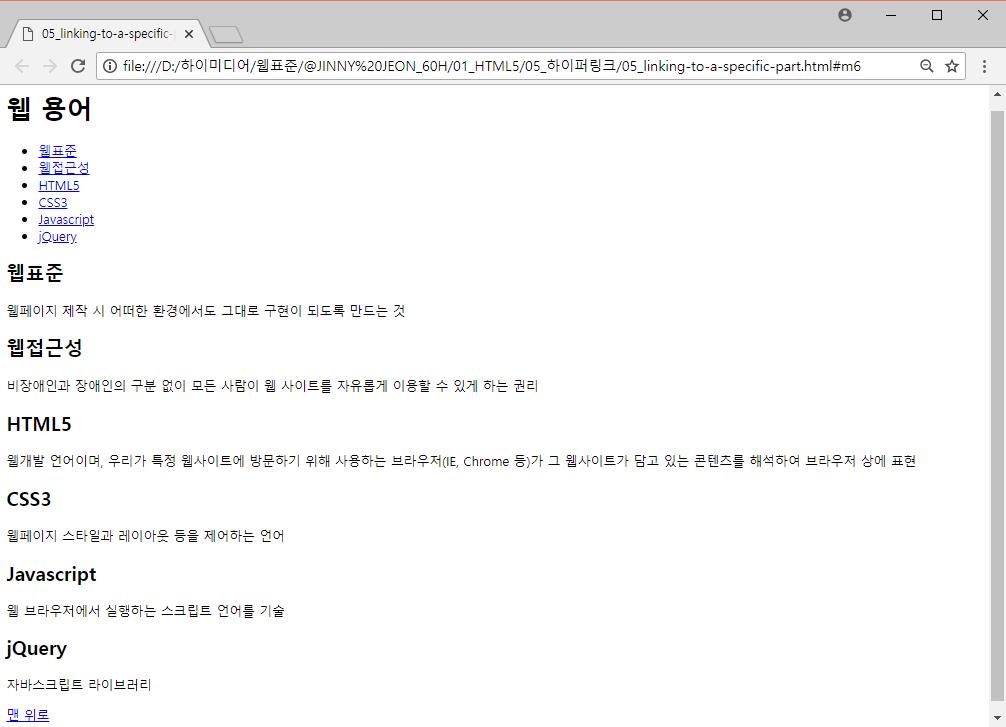 05_linking-to-a-specific-
file:///D:/하이미디어/웹표준/@JINNY%20JEON_60H/01_HTML5/05_하이퍼링크/05_linking-to-a-specific-part.html#m6
웹 용어
웹표준
웹접근성
HTML5
CSS3
Javascript
jQuery
웹표준
웹페이지 제작 시 어떠한 환경에서도 그대로 구현이 되도록 만드는 것
웹접근성
비장애인과 장애인의 구분 없이 모든 사람이 웹 사이트를 자유롭게 이용할 수 있게 하는 권리
HTML5
웹개발 언어이며, 우리가 특정 웹사이트에 방문하기 위해 사용하는 브라우저(IE, Chrome 등)가 그 웹사이트가 담고 있는 콘텐츠를 해석하여 브라우저 상에 표현
CSS3
웹페이지 스타일과 레이아웃 등을 제어하는 언어
Javascript
웹 브라우저에서 실행하는 스크립트 언어를 기술
jQuery
자바스크립트 라이브러리
맨 위로